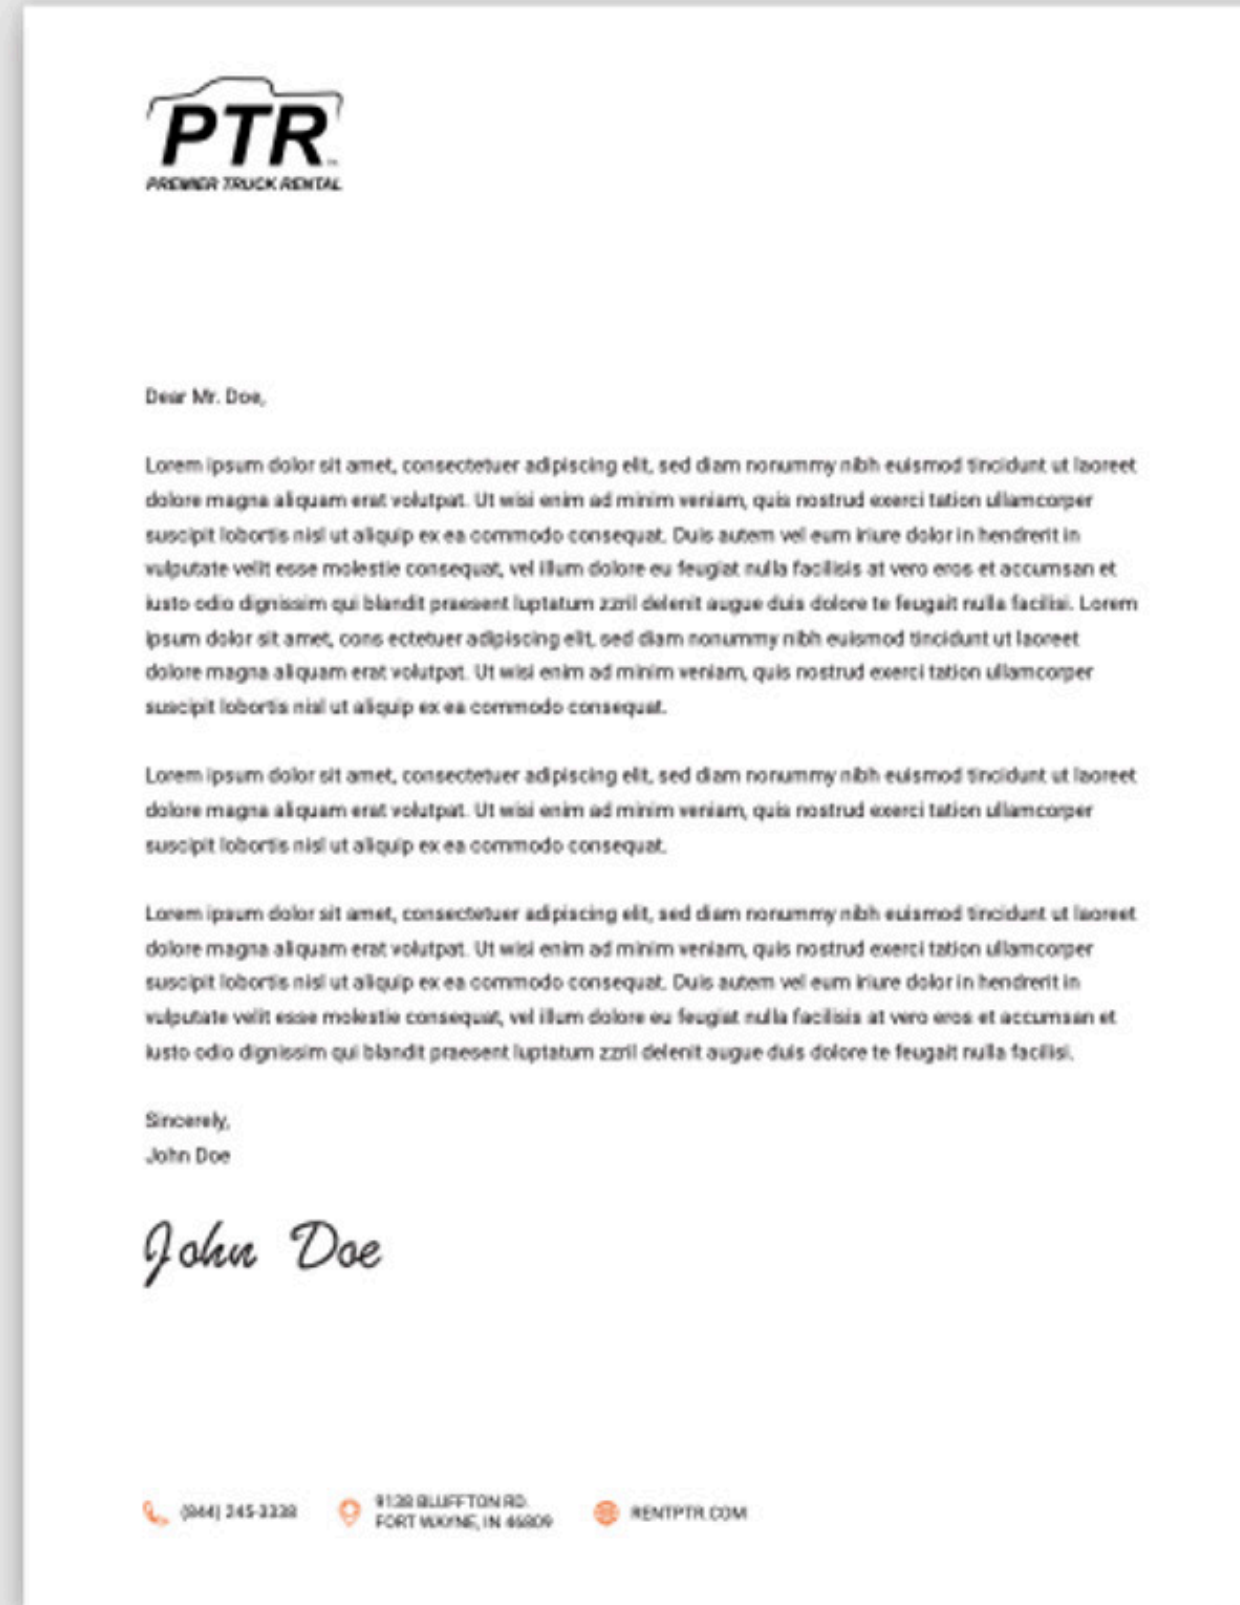 PTR
PREMIER TRUCK RENTAL
Dear Mr. Doe,
Lorem ipsum dolor sit amet, consectetuer adipiscing elit, sed diam nonummy nibh euismod tincidunt ut laoreet
dolore magna aliquam erat volutpat. Ut wisi enim ad minim veniam, quis nostrud exerci tation ullamcorper
suscipit lobortis nisl ut aliquip ex ea commodo consequat. Duis autem vel eum iriure dolor in hendrerit in
vulputate velit esse molestie consequat, vel illum dolore eu feugiat nulla facilisis at vero eros et accumsan et
iusto odio dignissim qui blandit praesent luptatum zzril delenit augue duis dolore te feugait nulla facilisi. Lorem
ipsum dolor sit amet, cons ectetuer adipiscing elit, sed diam nonummy nibh euismod tincidunt ut laoreet
dolore magna aliquam erat volutpat. Ut wisi enim ad minim veniam, quis nostrud exerci tation ullamcorper
suscipit lobortis nisl ut aliquip ex ea commodo consequat.
Lorem ipsum dolor sit amet, consectetuer adipiscing elit, sed diam nonummy nibh euismod tincidunt ut laoreet
dolore magna aliquam erat volutpat. Ut wisi enim ad minim veniam, quis nostrud exerci tation ullamcorper
suscipit lobortis nisl ut aliquip ex ea commodo consequat.
Lorem ipsum dolor sit amet, consectetuer adipiscing elit, sed diam nonummy nibh euismod tincidunt ut laoreet
dolore magna aliquam erat volutpat. Ut wisi enim ad minim veniam, quis nostrud exerci tation ullamcorper
suscipit lobortis nisl ut aliquip ex ea commodo consequat. Duis autem vel eum iriure dolor in hendrerit in
vulputate velit esse molestie consequat, vel illum dolore eu feugiat nulla facilisis at vero eros et accumsan et
iusto odio dignissim qui blandit praesent luptatum zzril delenit augue duis dolore te feugait nulla facilisi.
Sincerely,
John Doe
John Doe
(844)
BLUFFTON RD.
FORT WAYNE, IN 46809
RENTPTR.COM